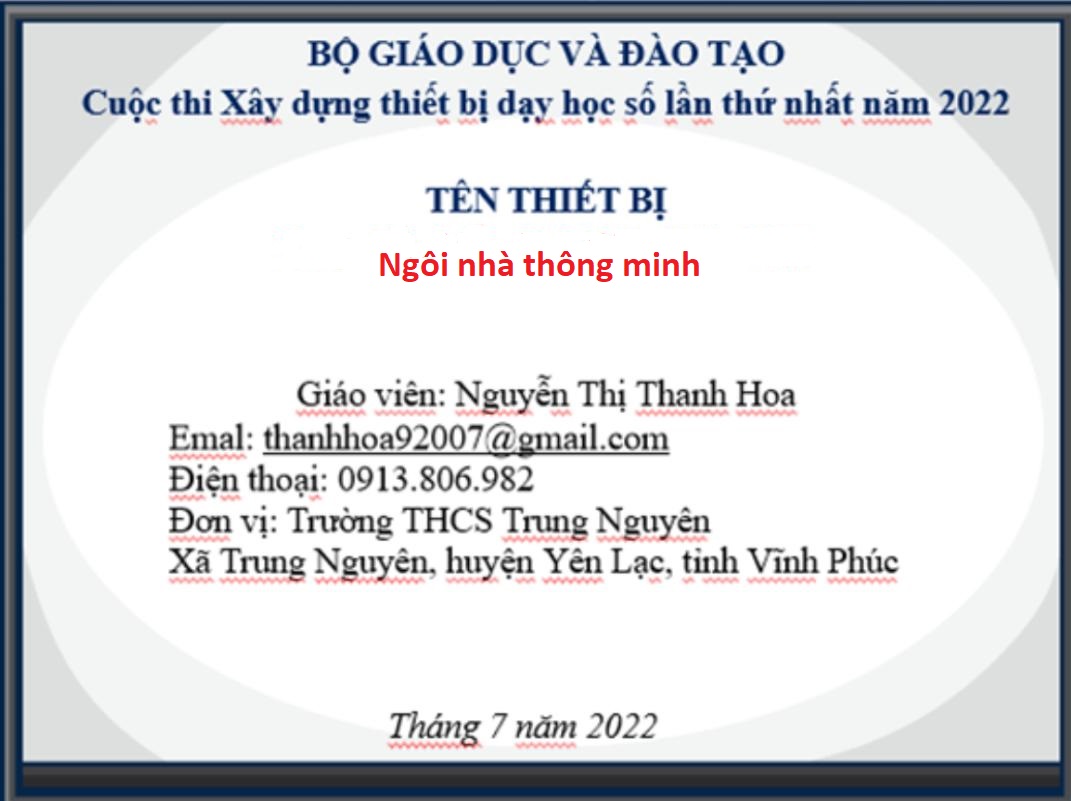 BỘ GIÁO DỤC VÀ ĐÀO TẠO
Cuộc thi Xây dựng thiết bị dạy học số lần thứ nhất năm 2022
TÊN THIẾT BỊ
Ngôi nhà thông minh
Giáo viên: Nguyễn Thị Thanh Hoa
Emal: thanhhoa92007@gmail.com
Điện thoại: 0913.806.982
Đơn vị: Trường THCS Trung Nguyên
Xã Trung Nguyên, huyện Yên Lạc, tỉnh Vĩnh Phúc
Tháng 7 năm 2022